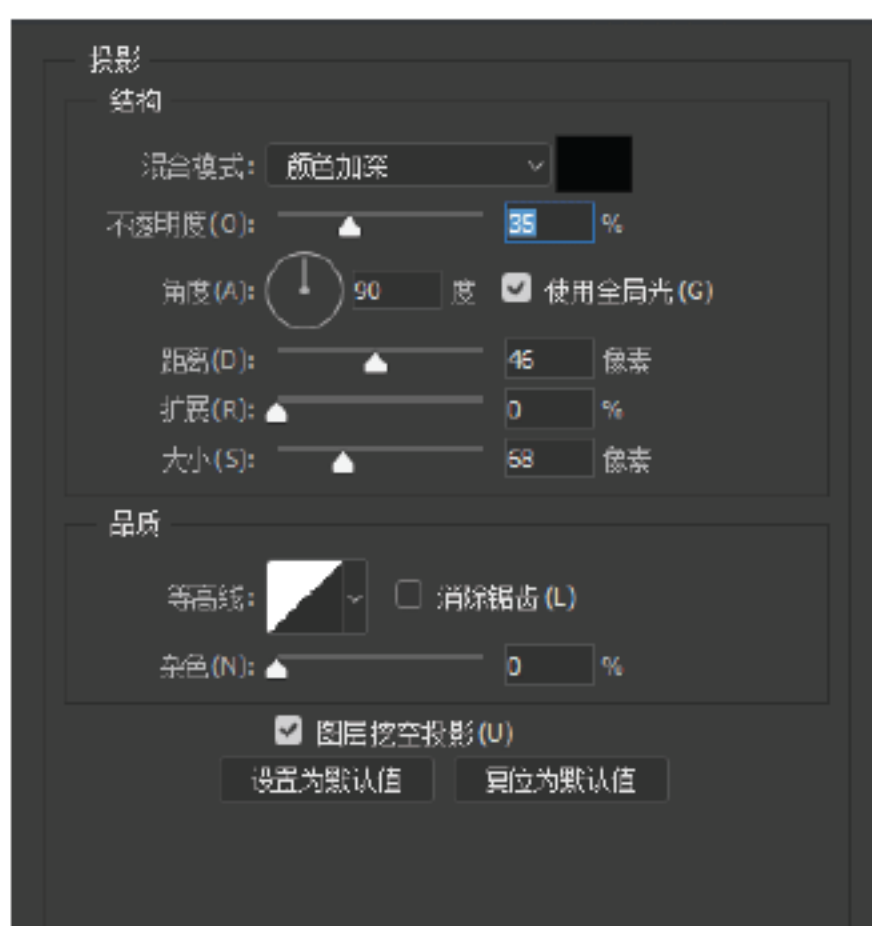 投影
结构
混合模式: 颜色加深
不透明度(O): 35 %
角度(A): 90 度 使用全局光(G)
距离(D): 46 像素
扩展(R): 0 %
大小(S): 68 像素
品质
等高线: 消除锯齿(L)
杂色(N): 0 %
图层挖空投影(U)
设置为默认值 复位为默认值